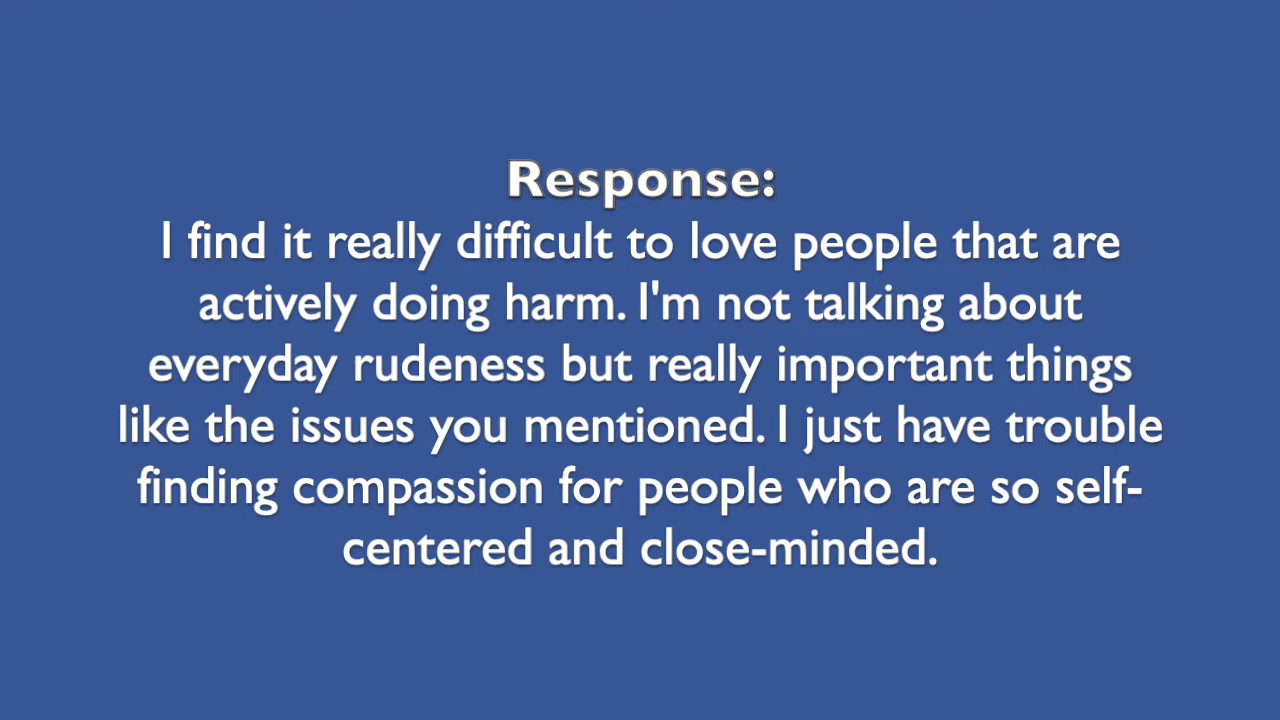 Response:
I find it really difficult to love people that are
actively doing harm. I'm not talking about
everyday rudeness but really important things
like the issues you mentioned. I just have trouble
finding compassion for people who are so self-
centered and close-minded.